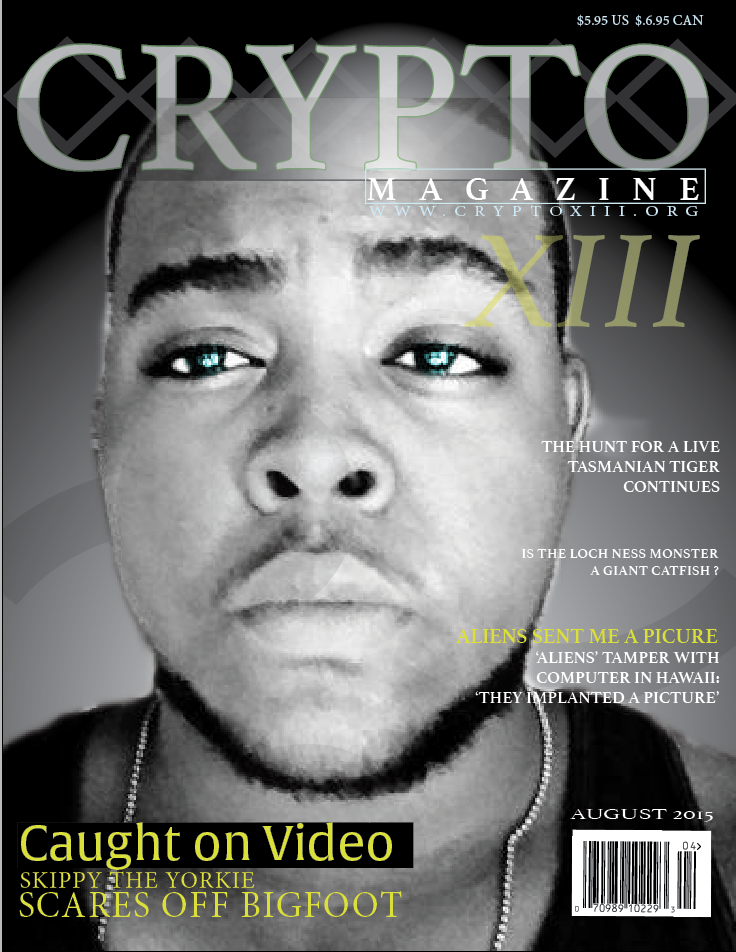 $5.95 US $.6.95 CAN
CRYPTO
MAGAZINE
WWW.CRYPTOXIII.ORG
XIII
THE HUNT FOR A LIVE
TASMANIAN TIGER
CONTINUES
IS THE LOCH NESS MONSTER
A GIANT CATFISH ?
ALIENS SENT ME A PICURE
‘ALIENS’ TAMPER WITH
COMPUTER IN HAWAII:
‘THEY IMPLANTED A PICTURE’
AUGUST 2015
04>
0 70989 10229 3
Caught on Video
SKIPPY THE YORKIE
SCARES OFF BIGFOOT